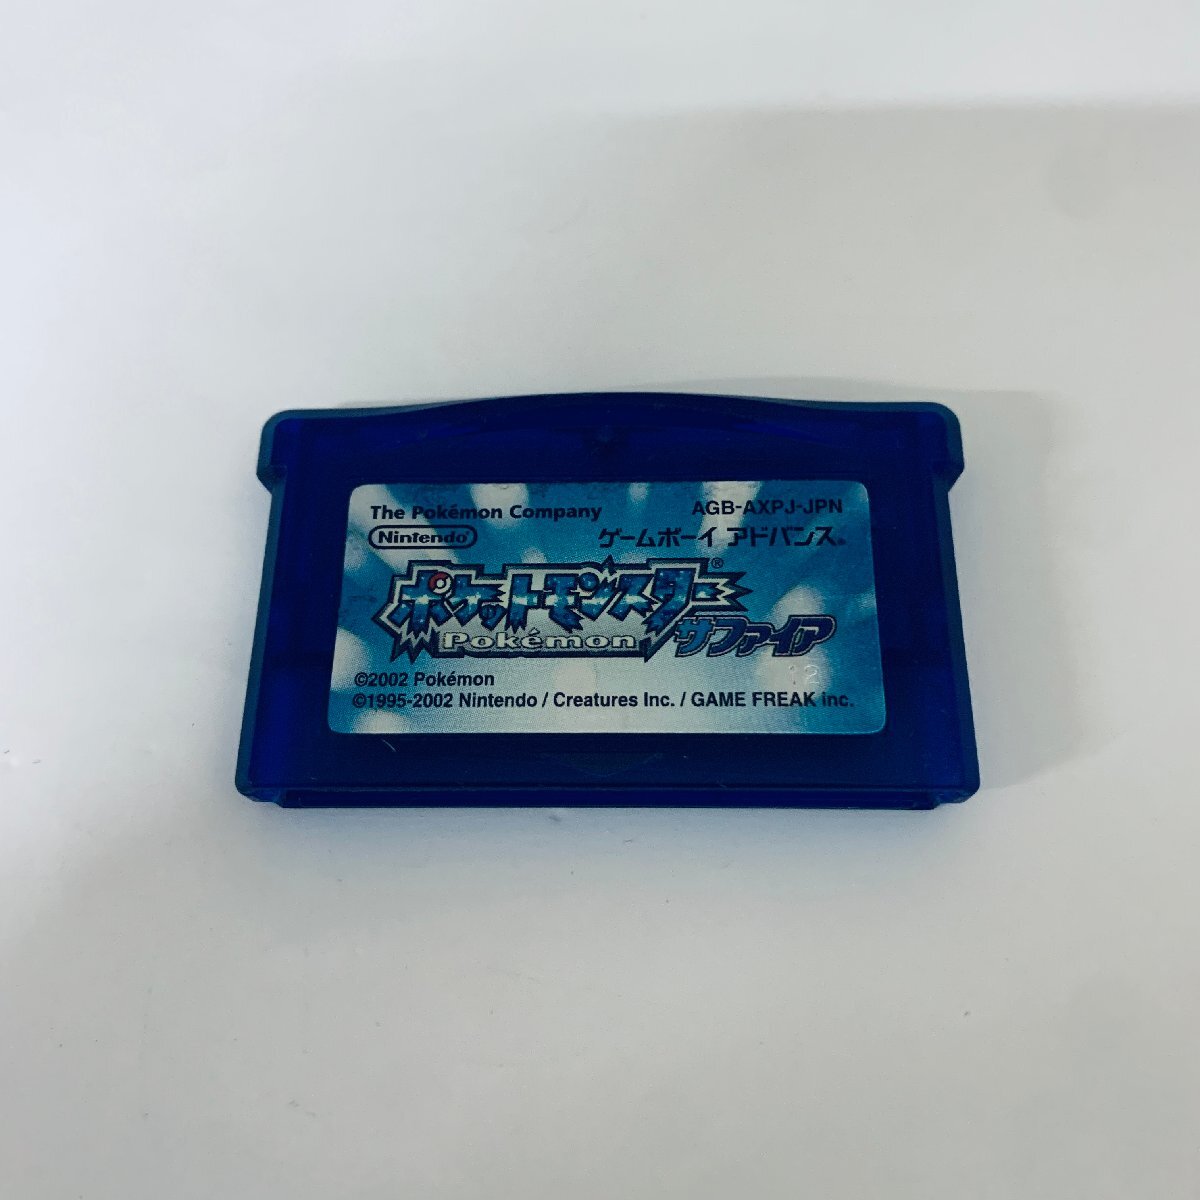 The Pokémon Company
AGB-AXPJ-JPN
Nintendo®
ゲームボーイ アドバンス®
ポケットモンスター®
Pokémon
サファイア
12
©2002 Pokémon
©1995-2002 Nintendo / Creatures Inc. / GAME FREAK inc.